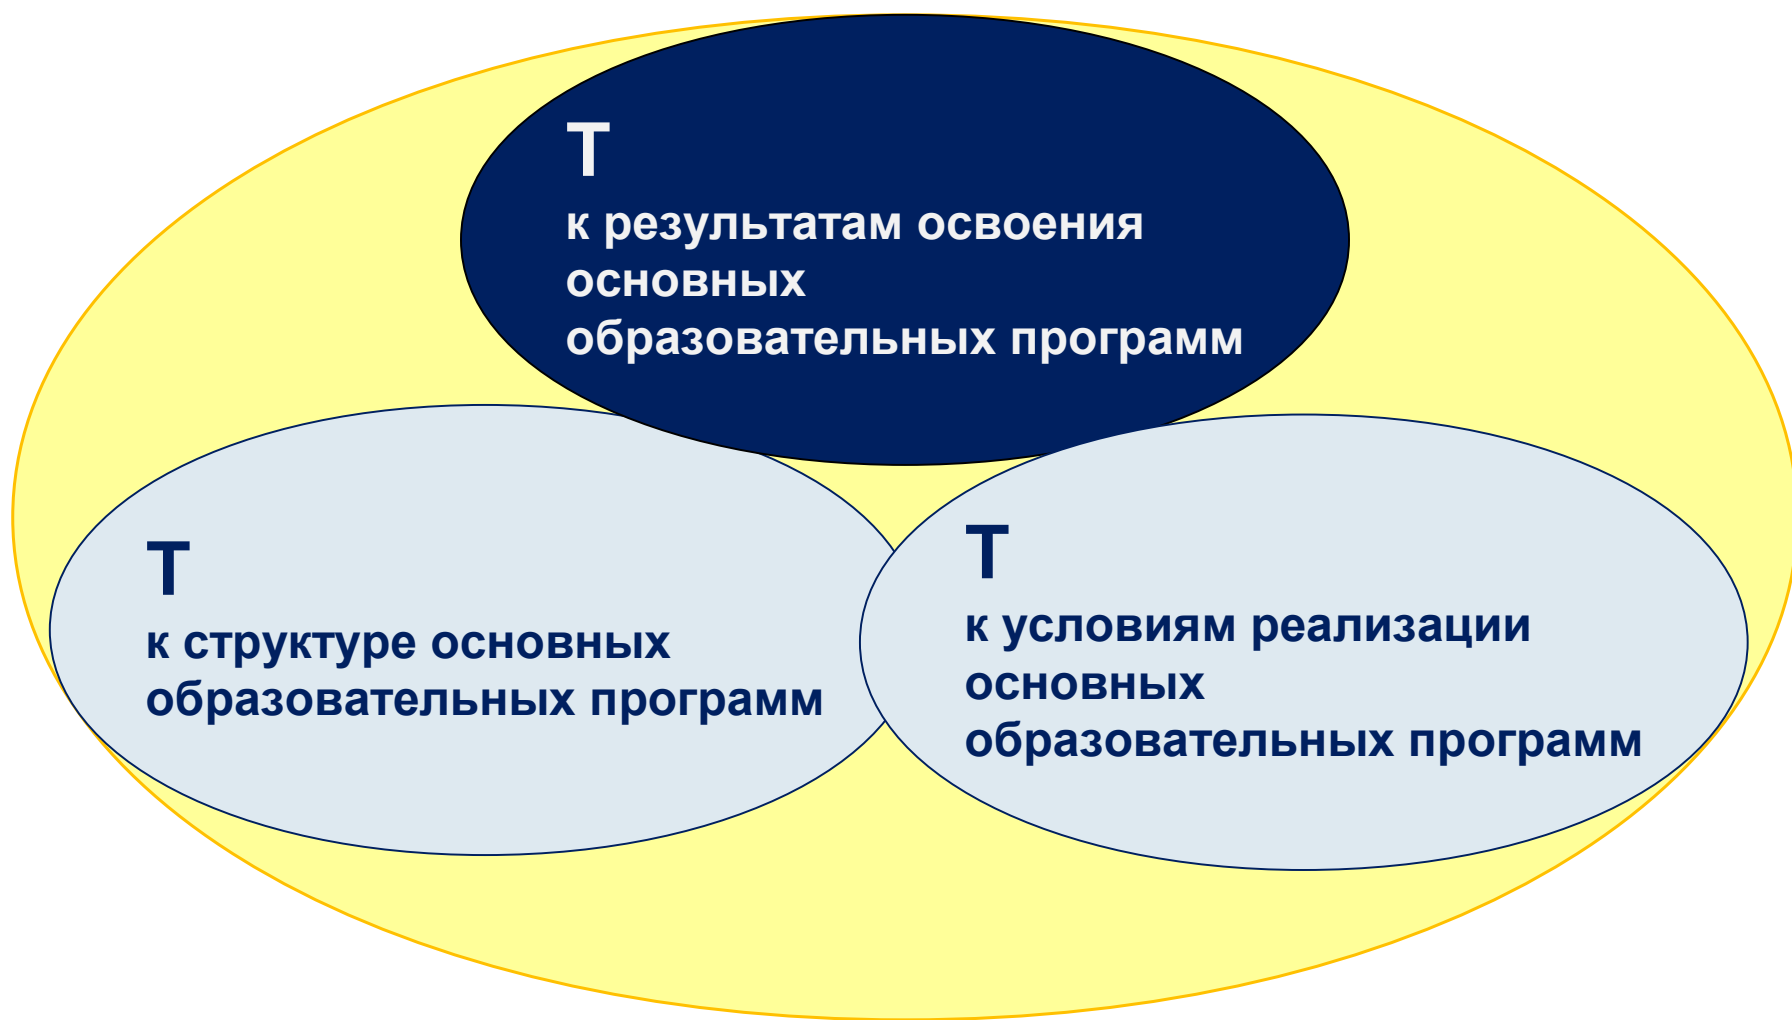 Т
к результатам освоения
основных
образовательных программ
Т
к структуре основных
образовательных программ
Т
к условиям реализации
основных
образовательных программ